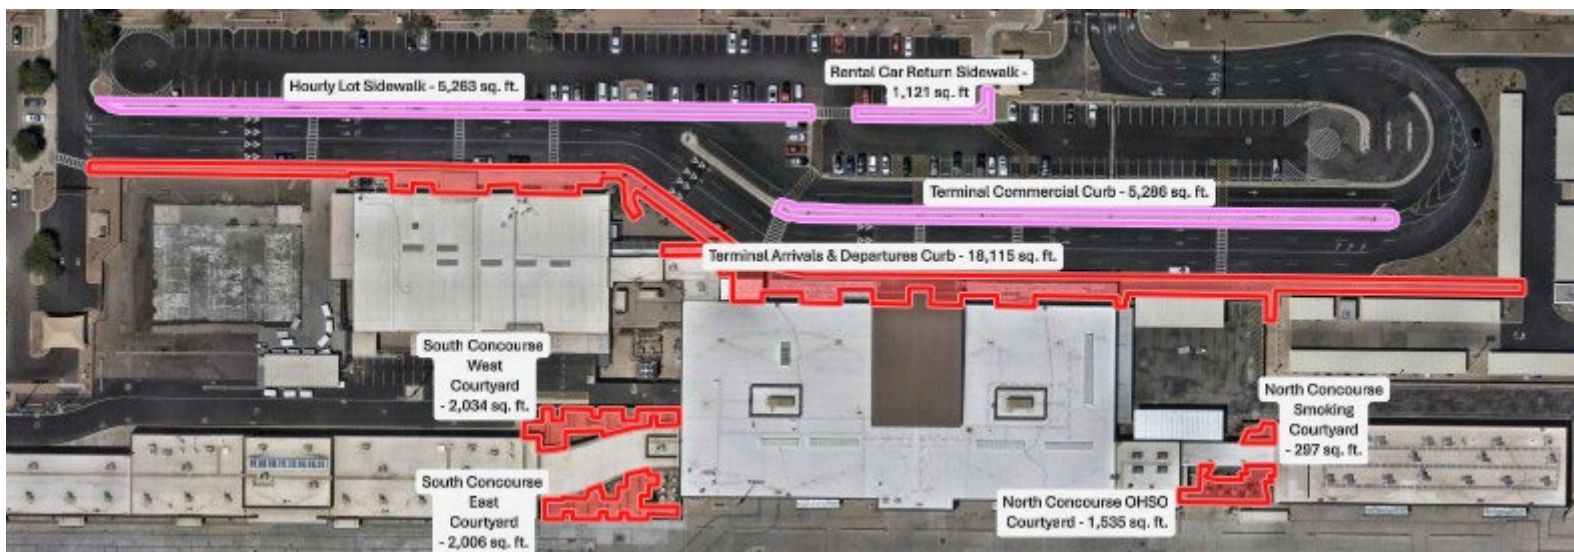 Hourly Lot Sidewalk - 5,263 sq. ft.
Rental Car Return Sidewalk -
1,121 sq. ft
Terminal Commercial Curb - 5,286 sq. ft.
Terminal Arrivals & Departures Curb - 18,115 sq. ft.
South Concourse
West
Courtyard
- 2,034 sq. ft.
North Concourse
Smoking
Courtyard
- 297 sq. ft.
South Concourse
East
Courtyard
- 2,006 sq. ft.
North Concourse OHSO
Courtyard - 1,535 sq. ft.